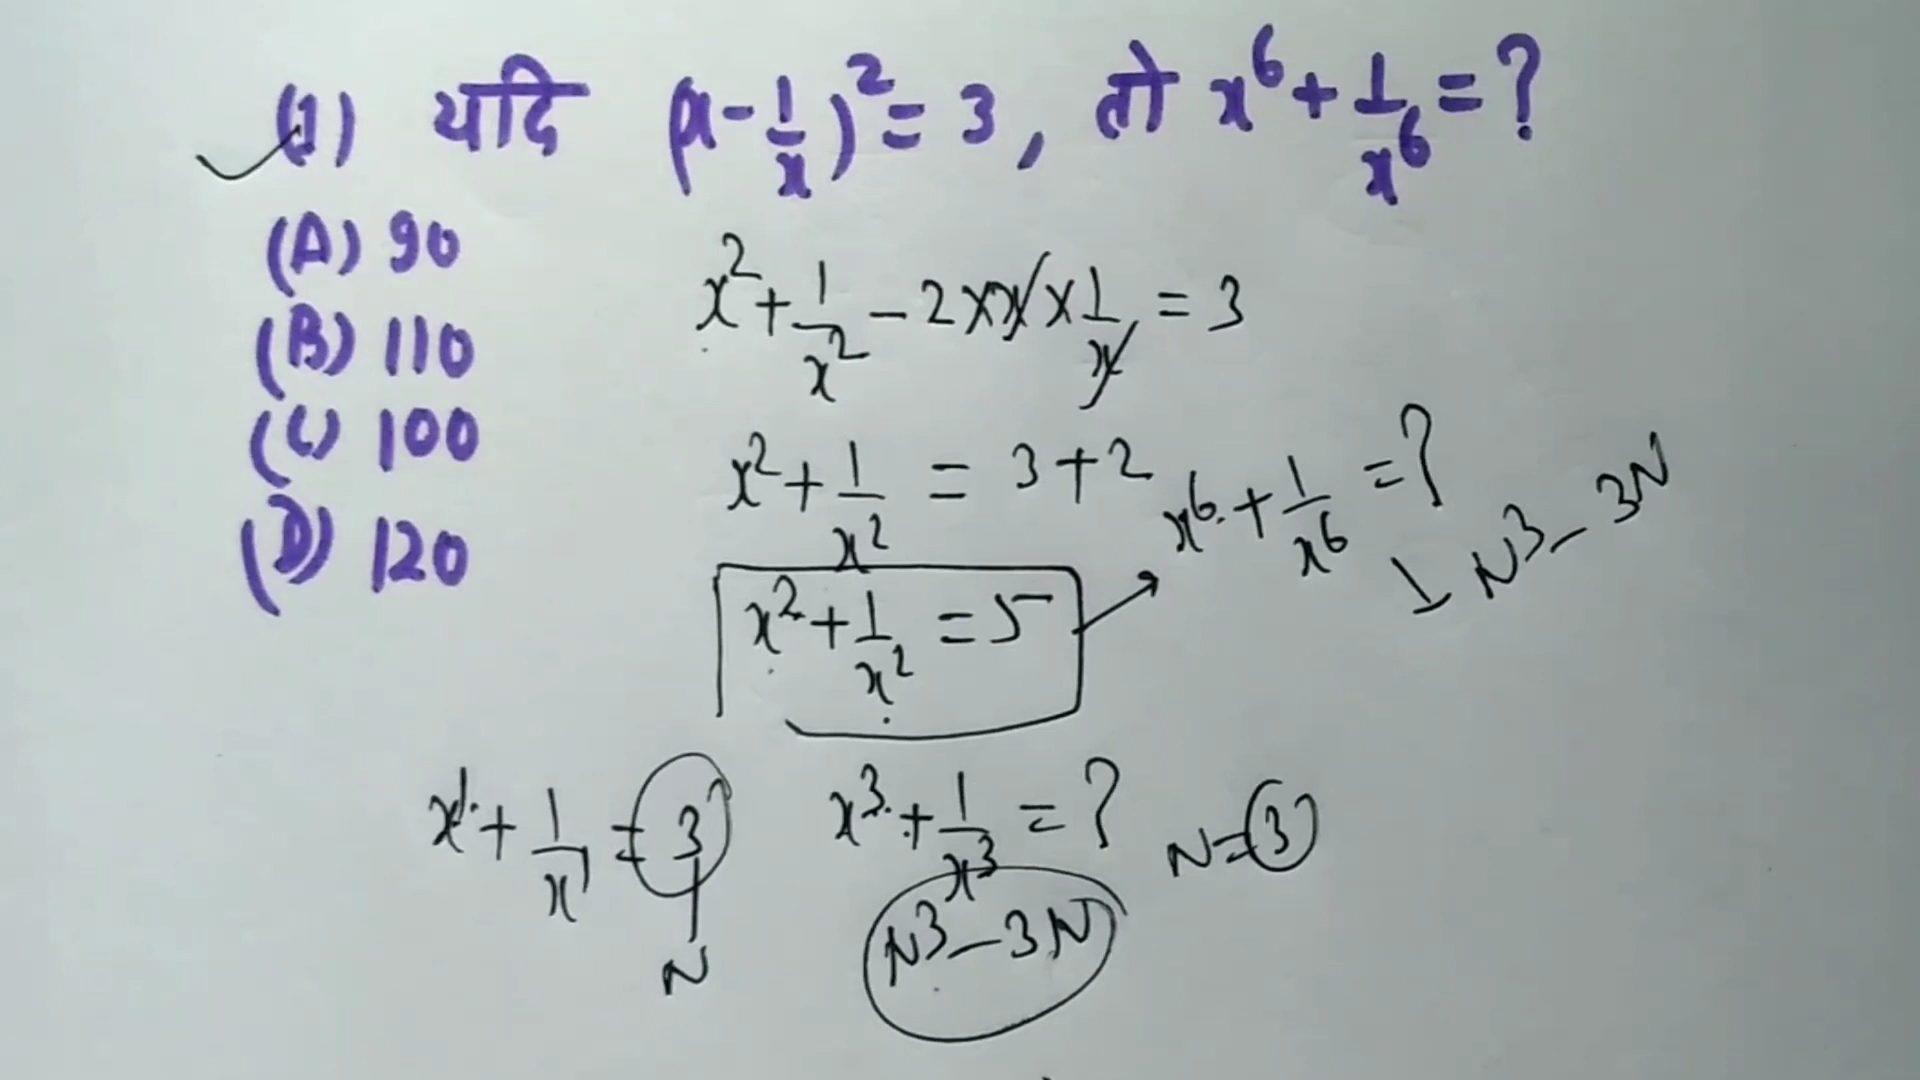 (1) यदि (x - 1/x)² = 3, तो x⁶ + 1/x⁶ = ?
(A) 90
(B) 110
(C) 100
(D) 120
x² + 1/x² - 2 × x × 1/x = 3
x² + 1/x² = 3 + 2
x² + 1/x² = 5
x⁶ + 1/x⁶ = ?
N³ - 3N
x¹ + 1/x¹ = 3
N
x³ + 1/x³ = ?
N = 3
N³ - 3N